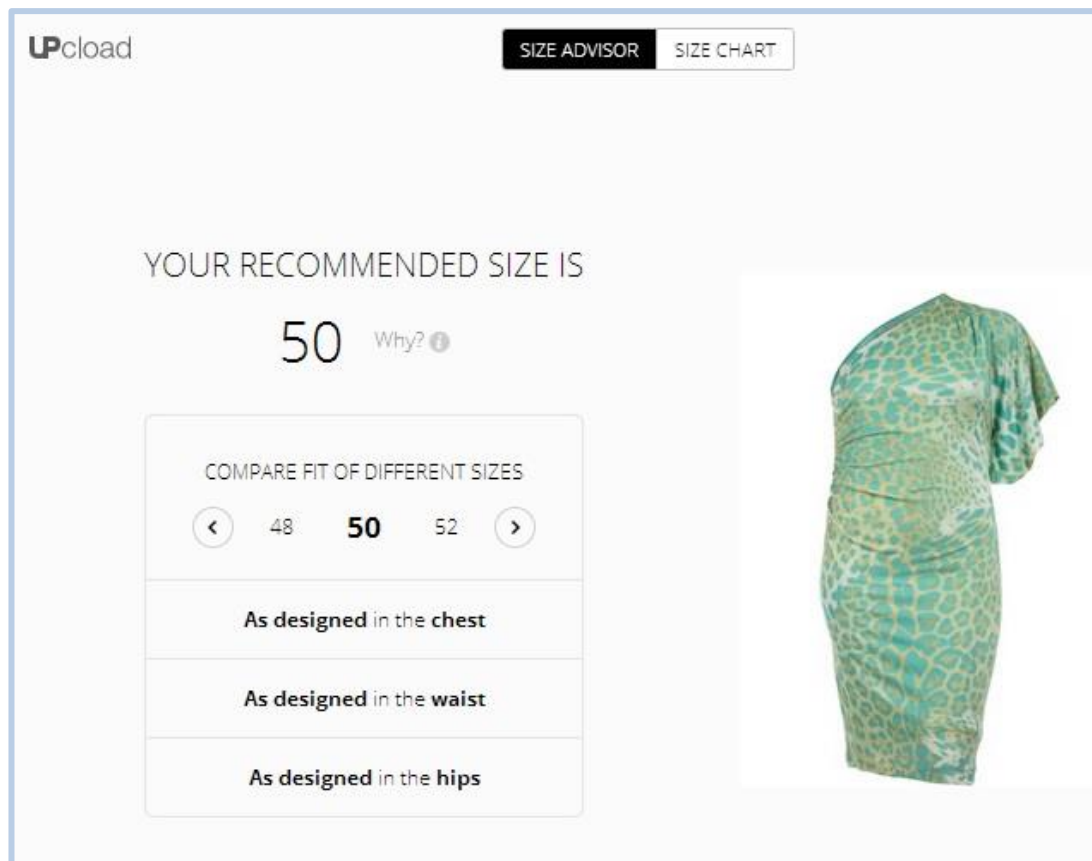 UPcload
SIZE ADVISOR SIZE CHART
YOUR RECOMMENDED SIZE IS
50 Why? i
COMPARE FIT OF DIFFERENT SIZES
< 48 50 52 >
As designed in the chest
As designed in the waist
As designed in the hips